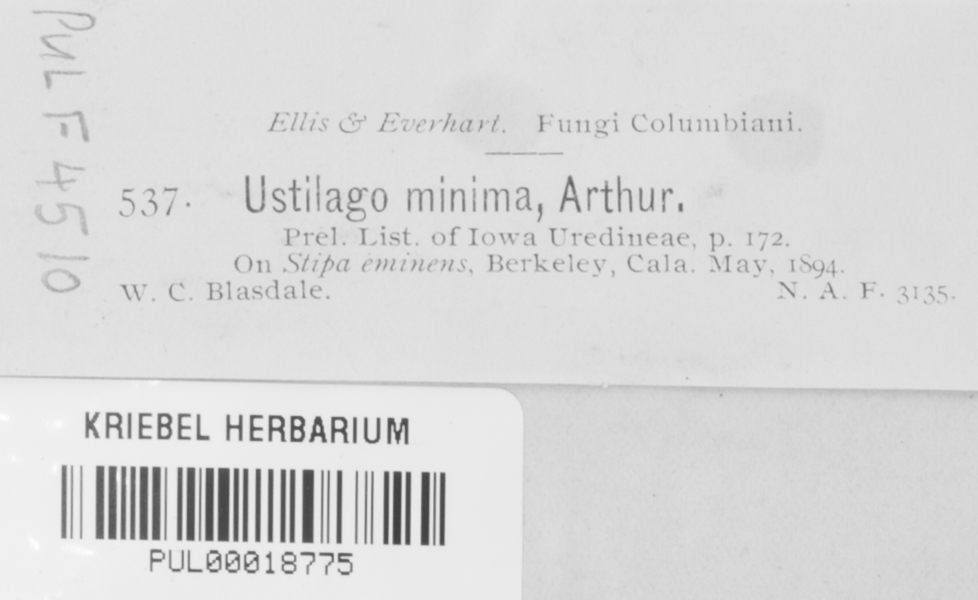 PUL F4510
Ellis & Everhart. Fungi Columbiani.
537. Ustilago minima, Arthur.
Prel. List. of Iowa Uredineae, p. 172.
On Stipa eminens, Berkeley, Cala. May, 1894.
W. C. Blasdale. N. A. F. 3135.
KRIEBEL HERBARIUM
PUL00018775